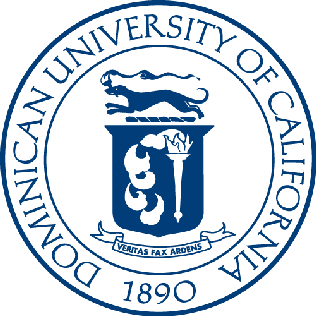 DOMINICAN UNIVERSITY OF CALIFORNIA
VERITAS FAX ARDENS
1890